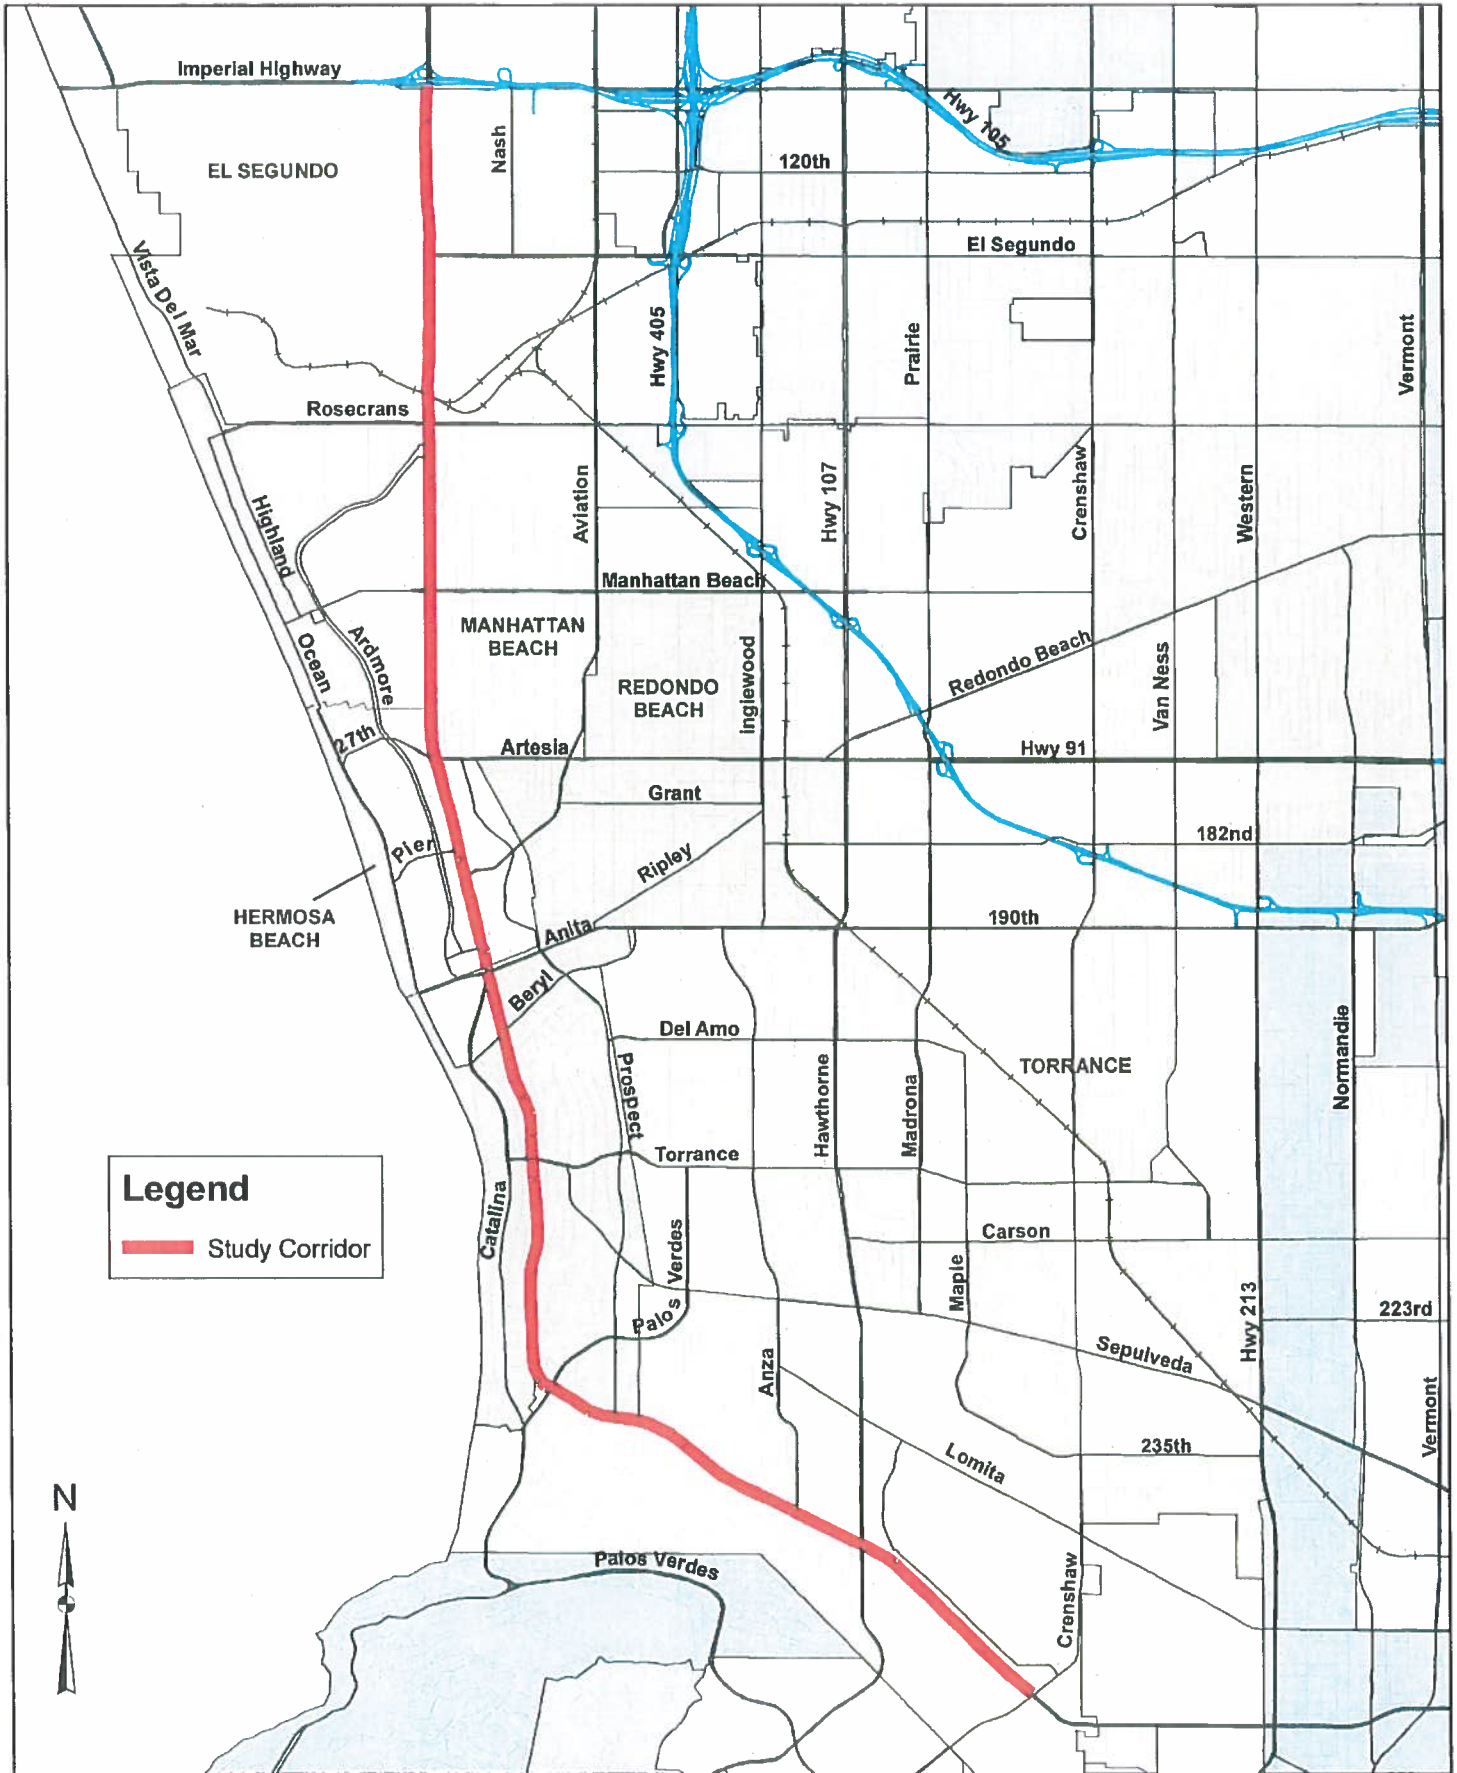 Imperial Highway
Hwy 105
Nash
120th
EL SEGUNDO
El Segundo
Vista Del Mar
Hwy 405
Prairie
Vermont
Rosecrans
Highland
Aviation
Hwy 107
Crenshaw
Western
Manhattan Beach
MANHATTAN
BEACH
Ocean
Ardmore
REDONDO
BEACH
Inglewood
Redondo Beach
Van Ness
27th
Artesia
Hwy 91
Grant
182nd
Pier
Ripley
HERMOSA
BEACH
Anita
190th
Beryl
Del Amo
Prospect
Hawthorne
Madrona
TORRANCE
Normandie
Torrance
Legend
Study Corridor
Catalina
Palos Verdes
Carson
Maple
Hwy 213
223rd
Anza
Sepulveda
Vermont
Lomita
235th
N
Palos Verdes
Crenshaw